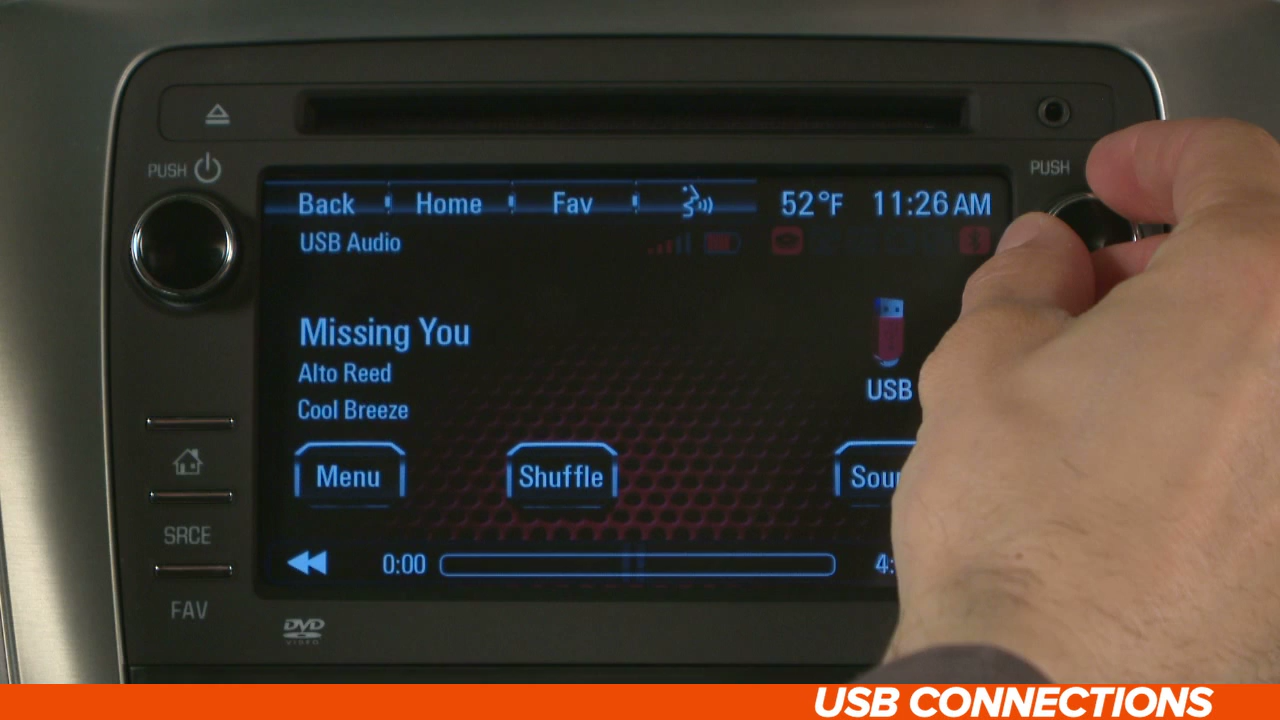 PUSH
PUSH
Back Home Fav 52°F 11:26 AM
USB Audio
Missing You
Alto Reed
Cool Breeze
USB
Menu Shuffle
0:00
SRCE
FAV
DVD
VIDEO
USB CONNECTIONS